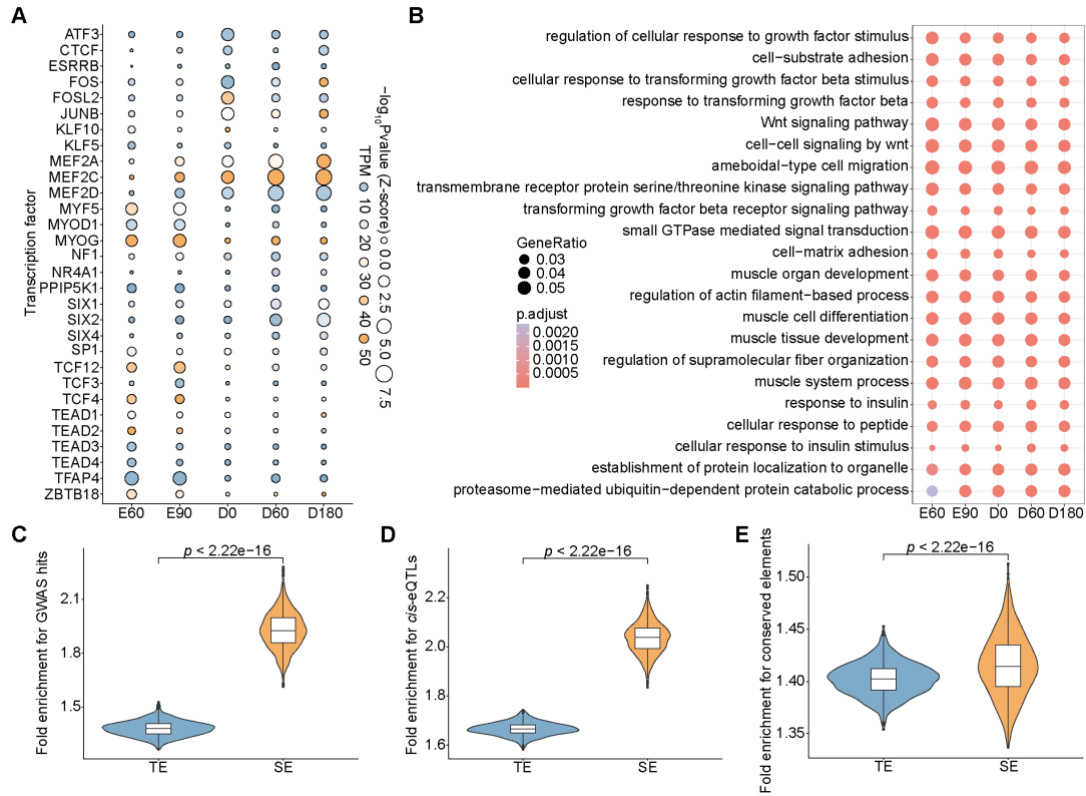 A
ATF3
CTCF
ESRRB
FOS
FOSL2
JUNB
KLF10
KLF5
MEF2A
MEF2C
MEF2D
MYF5
MYOD1
MYOG
NF1
NR4A1
PPIP5K1
SIX1
SIX2
SIX4
SP1
TCF12
TCF3
TCF4
TEAD1
TEAD2
TEAD3
TEAD4
TFAP4
ZBTB18
Transcription factor
E60 E90 D0 D60 D180
−log10Pvalue (Z−score) 0.0 2.5 5.0 7.5
TPM 10 20 30 40 50
B
regulation of cellular response to growth factor stimulus
cell−substrate adhesion
cellular response to transforming growth factor beta stimulus
response to transforming growth factor beta
Wnt signaling pathway
cell−cell signaling by wnt
ameboidal−type cell migration
transmembrane receptor protein serine/threonine kinase signaling pathway
transforming growth factor beta receptor signaling pathway
small GTPase mediated signal transduction
cell−matrix adhesion
muscle organ development
regulation of actin filament−based process
muscle cell differentiation
muscle tissue development
regulation of supramolecular fiber organization
muscle system process
response to insulin
cellular response to peptide
cellular response to insulin stimulus
establishment of protein localization to organelle
proteasome−mediated ubiquitin−dependent protein catabolic process
E60 E90 D0 D60 D180
GeneRatio
0.03
0.04
0.05
p.adjust
0.0020
0.0015
0.0010
0.0005
C
p < 2.22e−16
Fold enrichment for GWAS hits
2.1
1.8
1.5
TE SE
D
p < 2.22e−16
Fold enrichment for cis-eQTLs
2.2
2.0
1.8
1.6
TE SE
E
p < 2.22e−16
Fold enrichment for conserved elements
1.50
1.45
1.40
1.35
TE SE